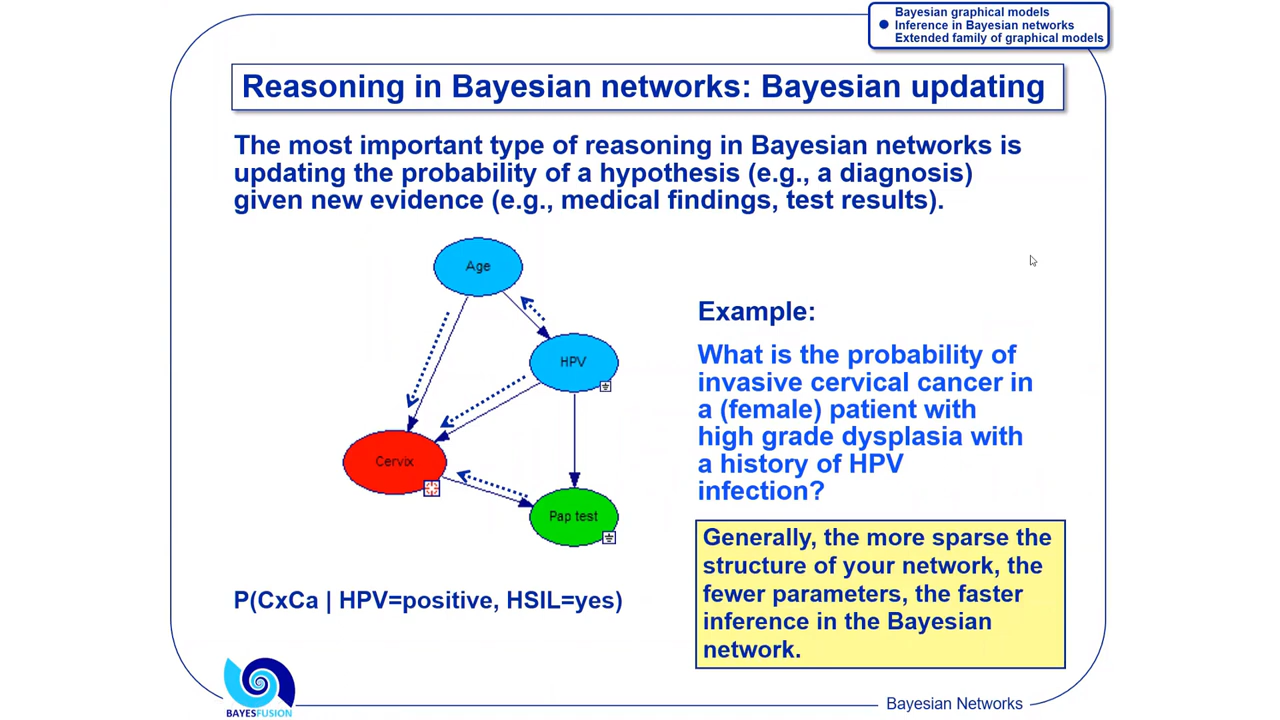 Bayesian graphical models
Inference in Bayesian networks
Extended family of graphical models
Reasoning in Bayesian networks: Bayesian updating
The most important type of reasoning in Bayesian networks is
updating the probability of a hypothesis (e.g., a diagnosis)
given new evidence (e.g., medical findings, test results).
Age
HPV
Cervix
Pap test
P(CxCa | HPV=positive, HSIL=yes)
Example:
What is the probability of
invasive cervical cancer in
a (female) patient with
high grade dysplasia with
a history of HPV
infection?
Generally, the more sparse the
structure of your network, the
fewer parameters, the faster
inference in the Bayesian
network.
BAYESFUSION
Bayesian Networks